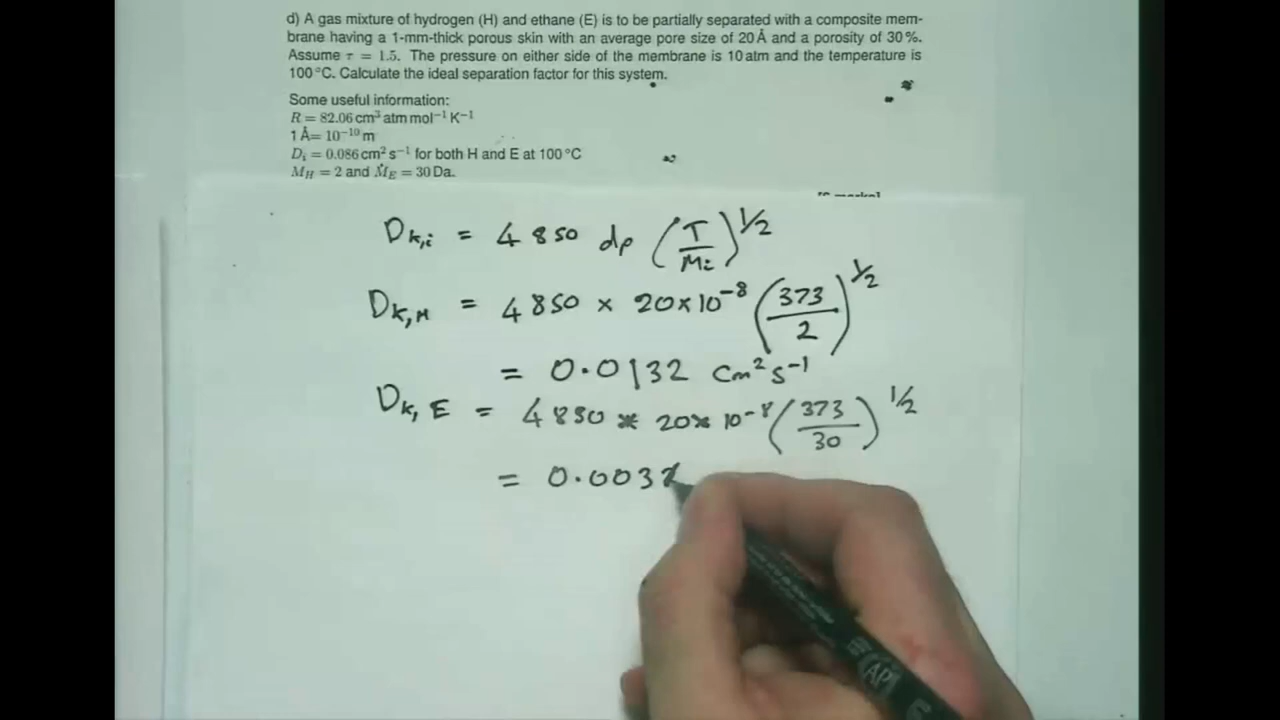 d) A gas mixture of hydrogen (H) and ethane (E) is to be partially separated with a composite mem-
brane having a 1-mm-thick porous skin with an average pore size of 20 Å and a porosity of 30 %.
Assume τ = 1.5. The pressure on either side of the membrane is 10 atm and the temperature is
100 °C. Calculate the ideal separation factor for this system.
Some useful information:
R = 82.06 cm³ atm mol⁻¹ K⁻¹
1 Å= 10⁻¹⁰ m
Dᵢ = 0.086 cm² s⁻¹ for both H and E at 100 °C
M_H = 2 and M_E = 30 Da.
D_k,i = 4850 dp (T/Mi)^1/2
D_K,H = 4850 × 20×10⁻⁸ (373/2)^1/2
= 0.0132 cm² s⁻¹
D_K,E = 4850 × 20× 10⁻⁸ (373/30)^1/2
= 0.003